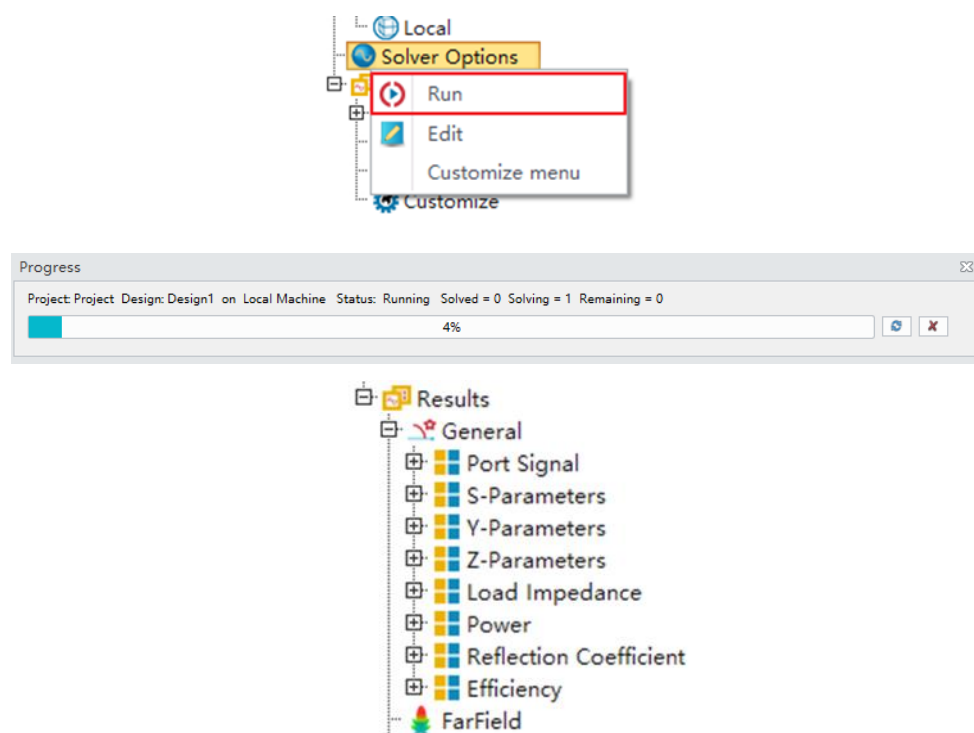 Local
Solver Options
Run
Edit
Customize menu
Customize
Progress
Project: Project Design: Design1 on Local Machine Status: Running Solved = 0 Solving = 1 Remaining = 0
4%
Results
General
Port Signal
S-Parameters
Y-Parameters
Z-Parameters
Load Impedance
Power
Reflection Coefficient
Efficiency
FarField